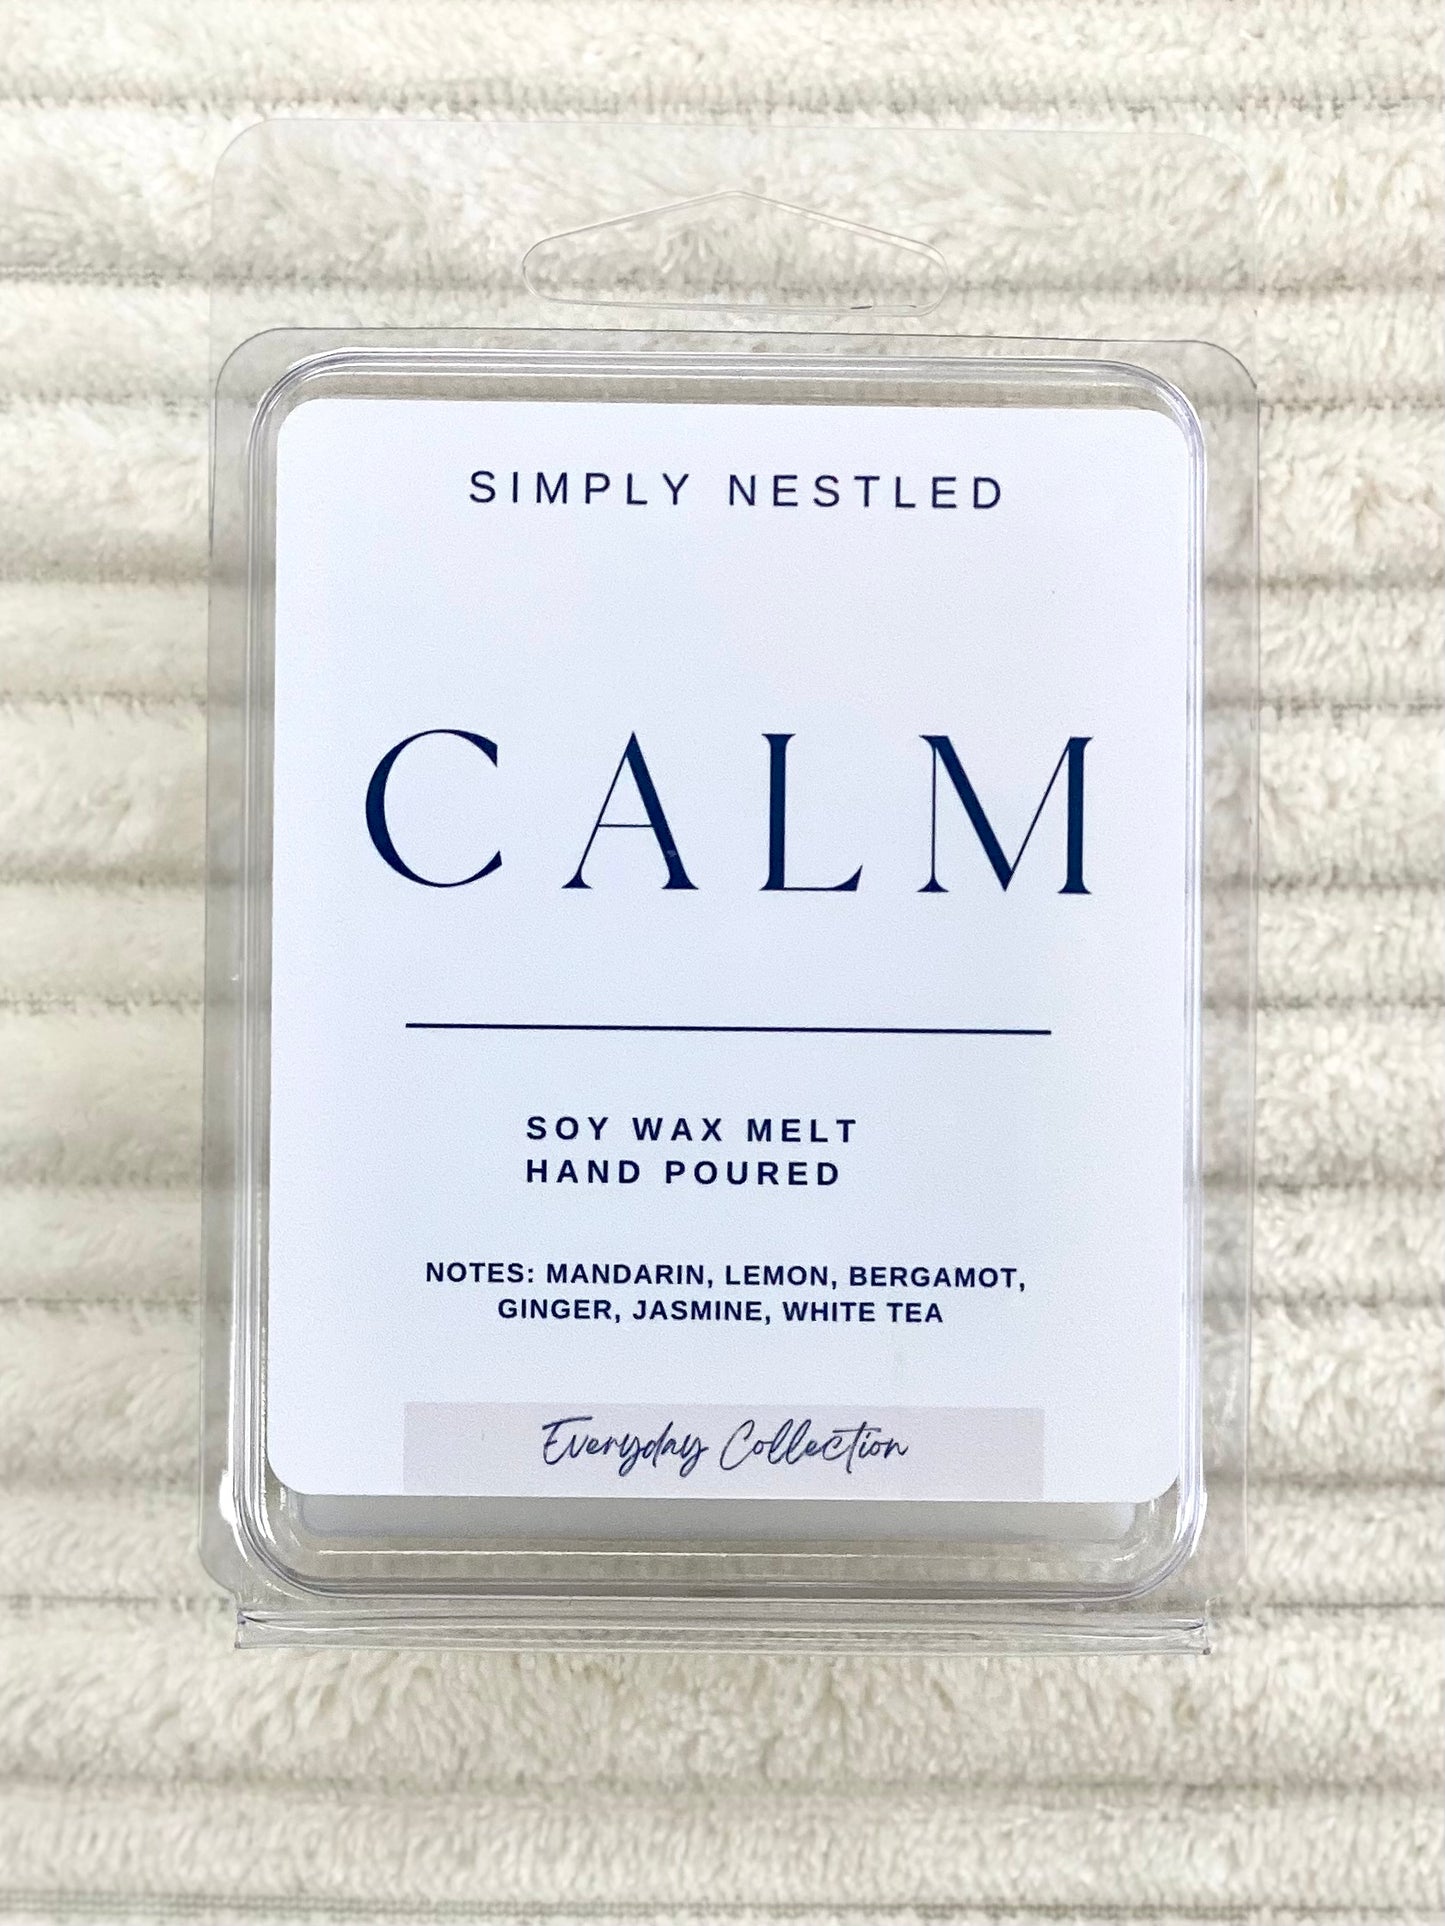 SIMPLY NESTLED
CALM
SOY WAX MELT
HAND POURED
NOTES: MANDARIN, LEMON, BERGAMOT,
GINGER, JASMINE, WHITE TEA
Everyday Collection